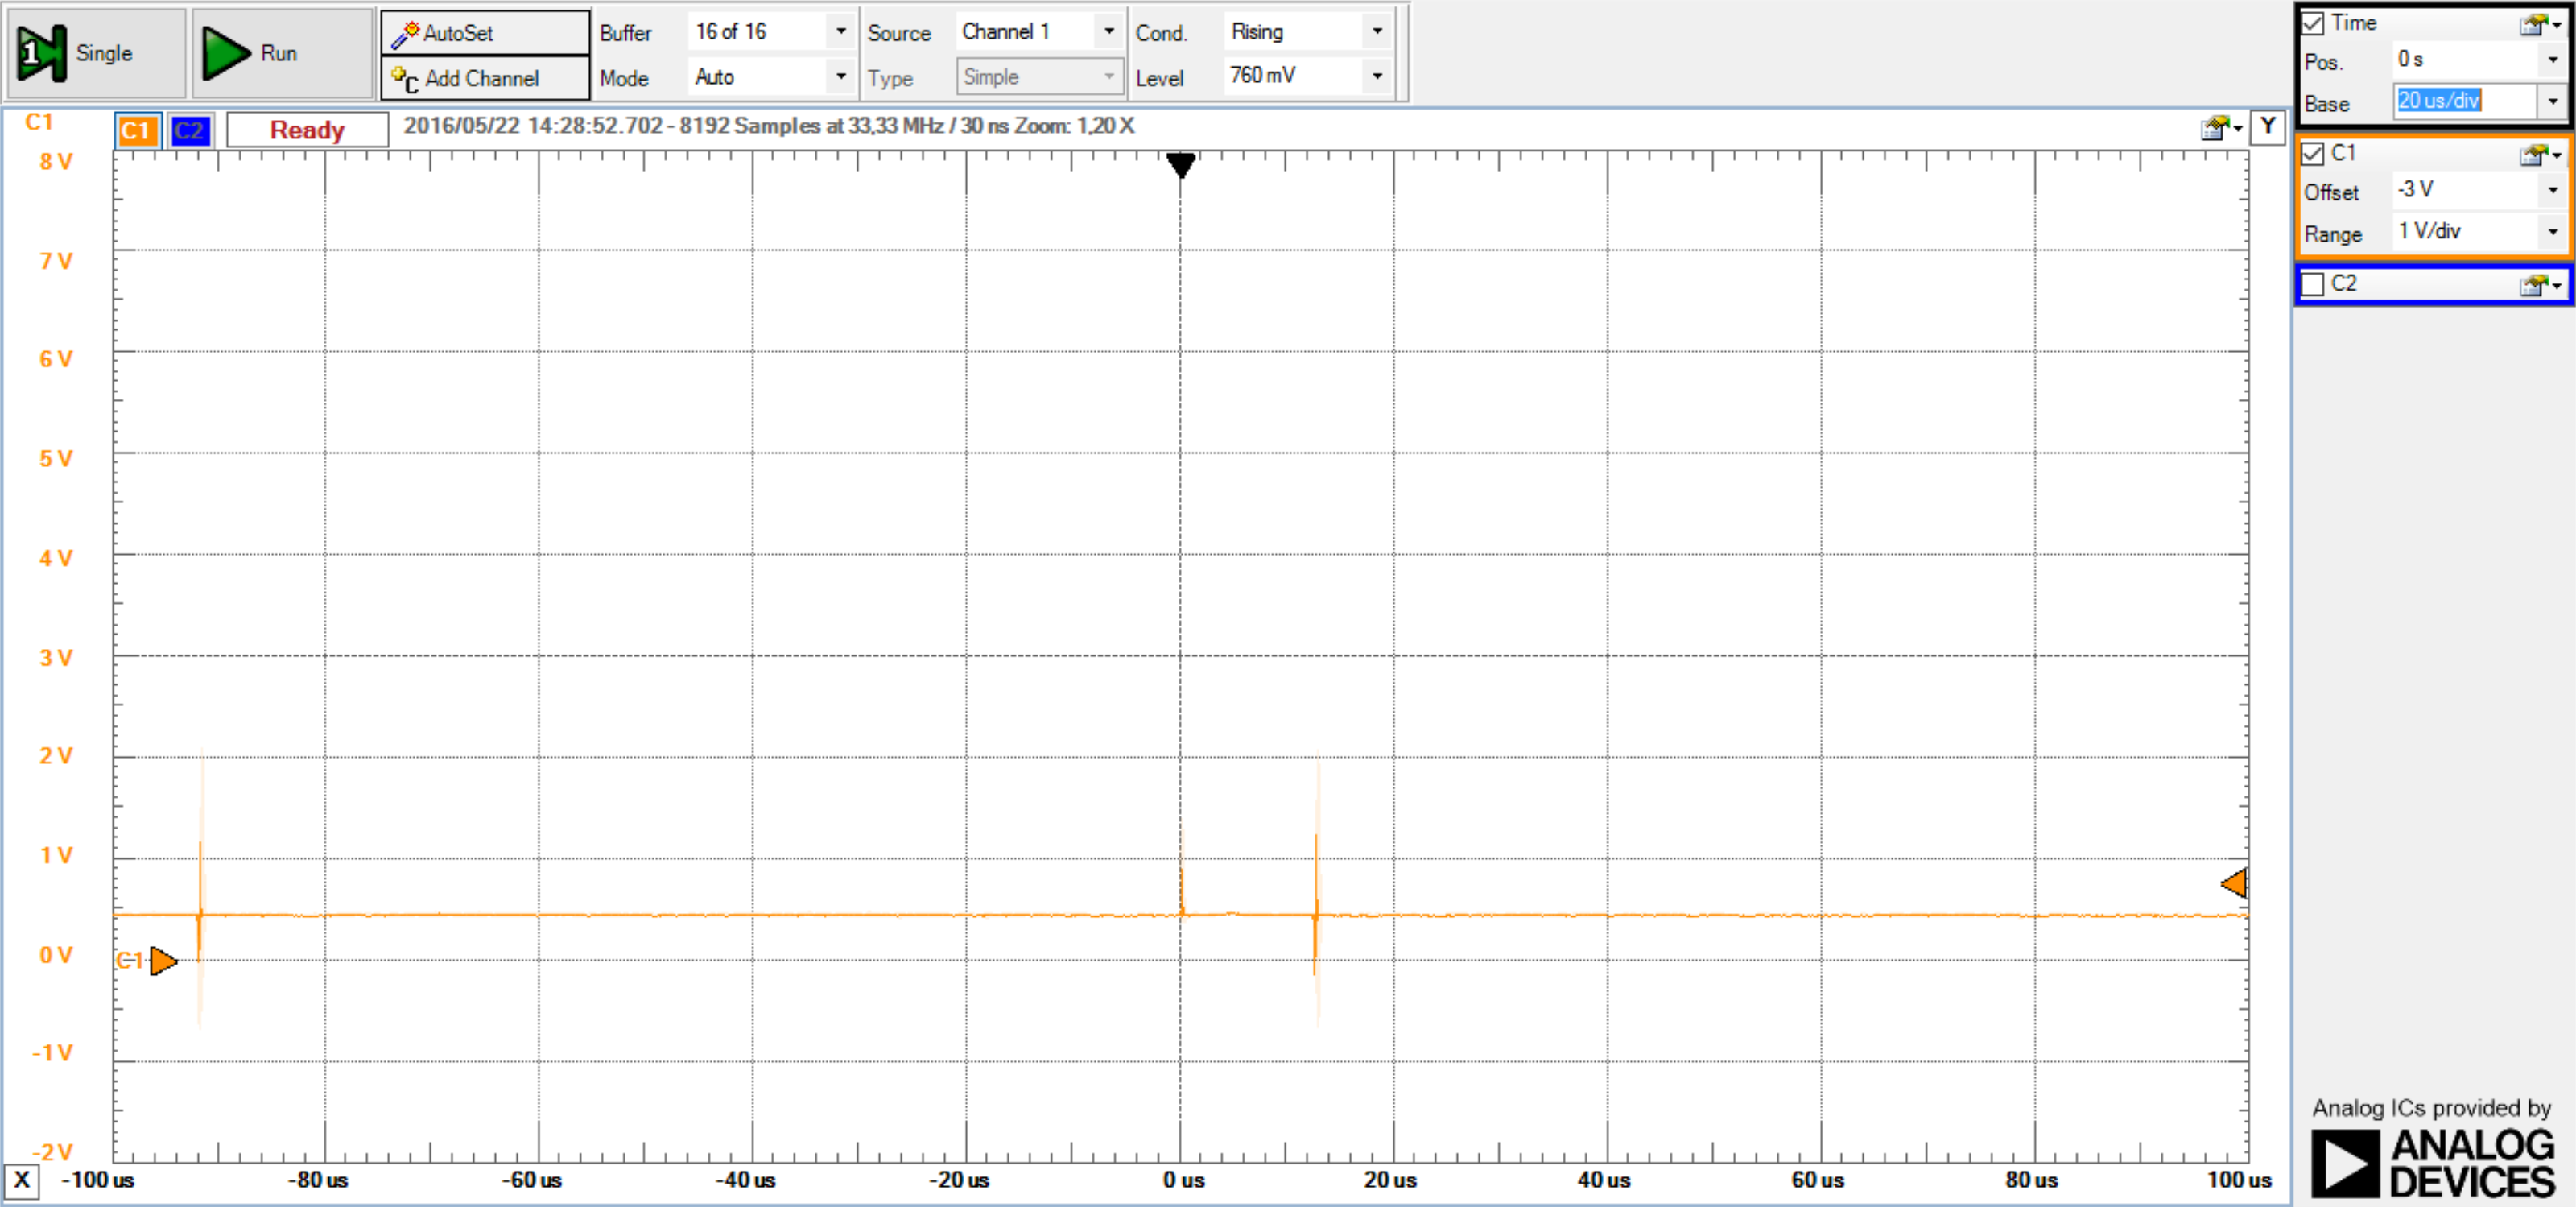 1 Single Run AutoSet Buffer 16 of 16 Source Channel 1 Cond. Rising
Add Channel Mode Auto Type Simple Level 760 mV
Time
Pos. 0 s
Base 20 us/div
C1 C1 C2 Ready 2016/05/22 14:28:52.702 - 8192 Samples at 33,33 MHz / 30 ns Zoom: 1,20 X Y
C1
Offset -3 V
Range 1 V/div
C2
8 V
7 V
6 V
5 V
4 V
3 V
2 V
1 V
0 V C1
-1 V
-2 V
X -100 us -80 us -60 us -40 us -20 us 0 us 20 us 40 us 60 us 80 us 100 us
Analog ICs provided by
ANALOG
DEVICES